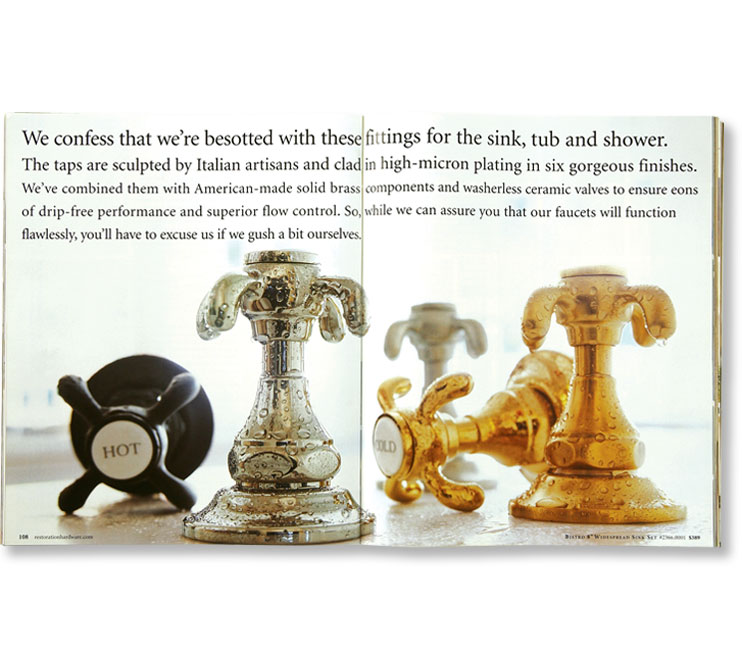 We confess that we're besotted with these fittings for the sink, tub and shower.
The taps are sculpted by Italian artisans and clad in high-micron plating in six gorgeous finishes.
We've combined them with American-made solid brass components and washerless ceramic valves to ensure eons
of drip-free performance and superior flow control. So, while we can assure you that our faucets will function
flawlessly, you'll have to excuse us if we gush a bit ourselves.
HOT
COLD
108 restorationhardware.com
Bistro 8" Widespread Sink Set $389